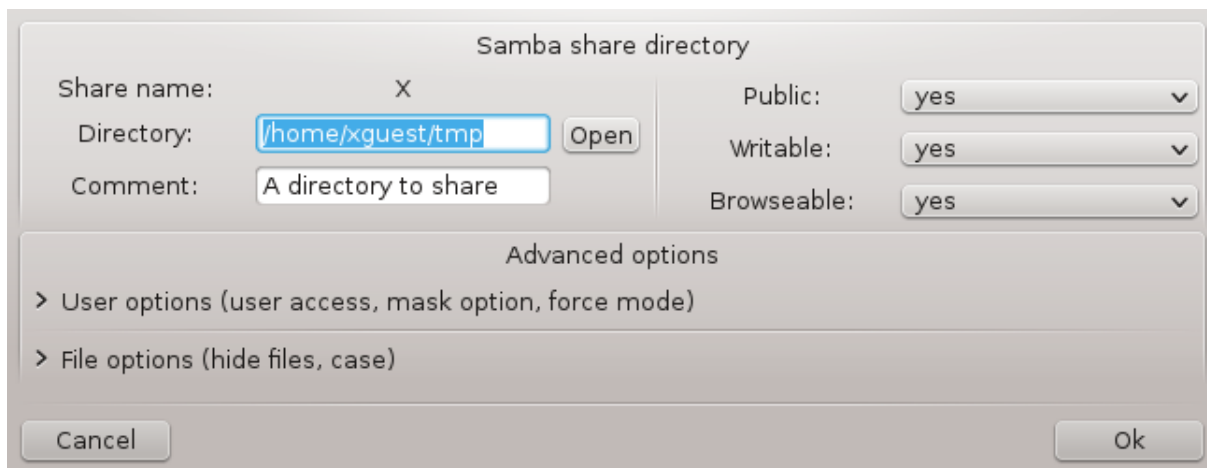 Samba share directory
Share name: X
Directory: /home/xguest/tmp Open
Comment: A directory to share
Public: yes
Writable: yes
Browseable: yes
Advanced options
> User options (user access, mask option, force mode)
> File options (hide files, case)
Cancel Ok